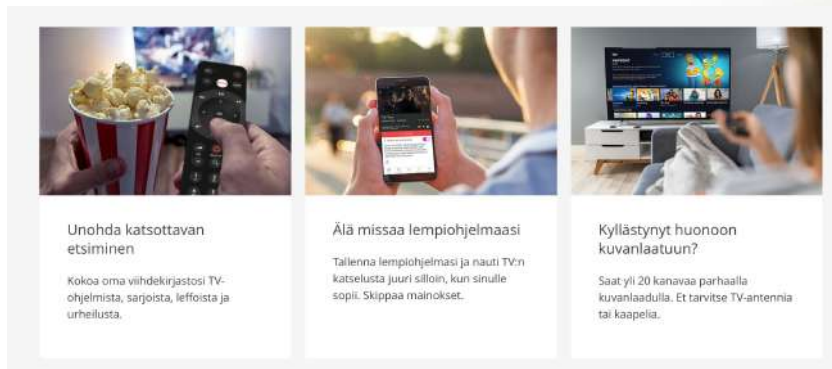 Unohda katsottavan
etsiminen
Kokoa oma viihdekirjastosi TV-
ohjelmista, sarjoista, leffoista ja
urheilusta.
Älä missaa lempiohjelmaasi
Tallenna lempiohjelmasi ja nauti TV:n
katselusta juuri silloin, kun sinulle
sopii. Skippaa mainokset.
Kyllästynyt huonoon
kuvanlaatuun?
Saat yli 20 kanavaa parhaalla
kuvanlaadulla. Et tarvitse TV-antennia
tai kaapelia.